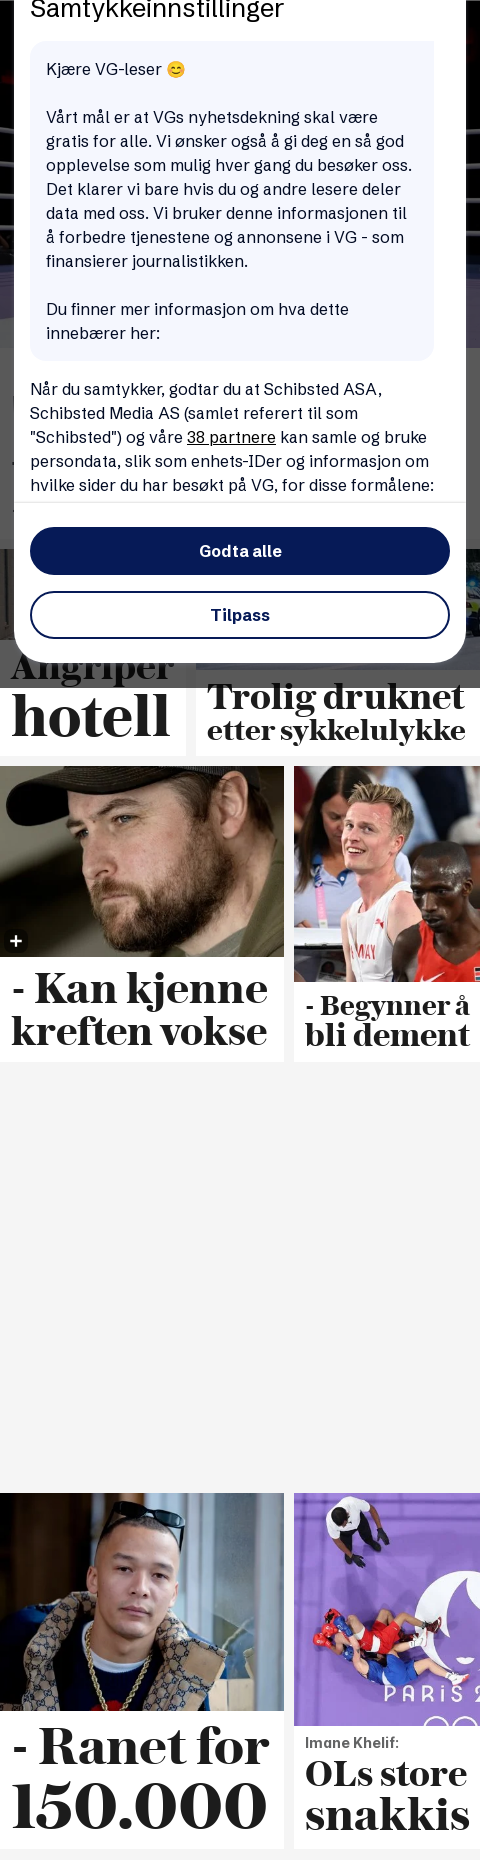 Samtykkeinnstillinger
Kjære VG-leser 😊
Vårt mål er at VGs nyhetsdekning skal være
gratis for alle. Vi ønsker også å gi deg en så god
opplevelse som mulig hver gang du besøker oss.
Det klarer vi bare hvis du og andre lesere deler
data med oss. Vi bruker denne informasjonen til
å forbedre tjenestene og annonsene i VG - som
finansierer journalistikken.
Du finner mer informasjon om hva dette
innebærer her:
Når du samtykker, godtar du at Schibsted ASA,
Schibsted Media AS (samlet referert til som
"Schibsted") og våre 38 partnere kan samle og bruke
persondata, slik som enhets-IDer og informasjon om
hvilke sider du har besøkt på VG, for disse formålene:
Godta alle
Tilpass
Angriper
hotell
Trolig druknet
etter sykkelulykke
- Kan kjenne
kreften vokse
- Begynner å
bli dement
- Ranet for
150.000
PARIS 2
Imane Khelif:
OLs store
snakkis